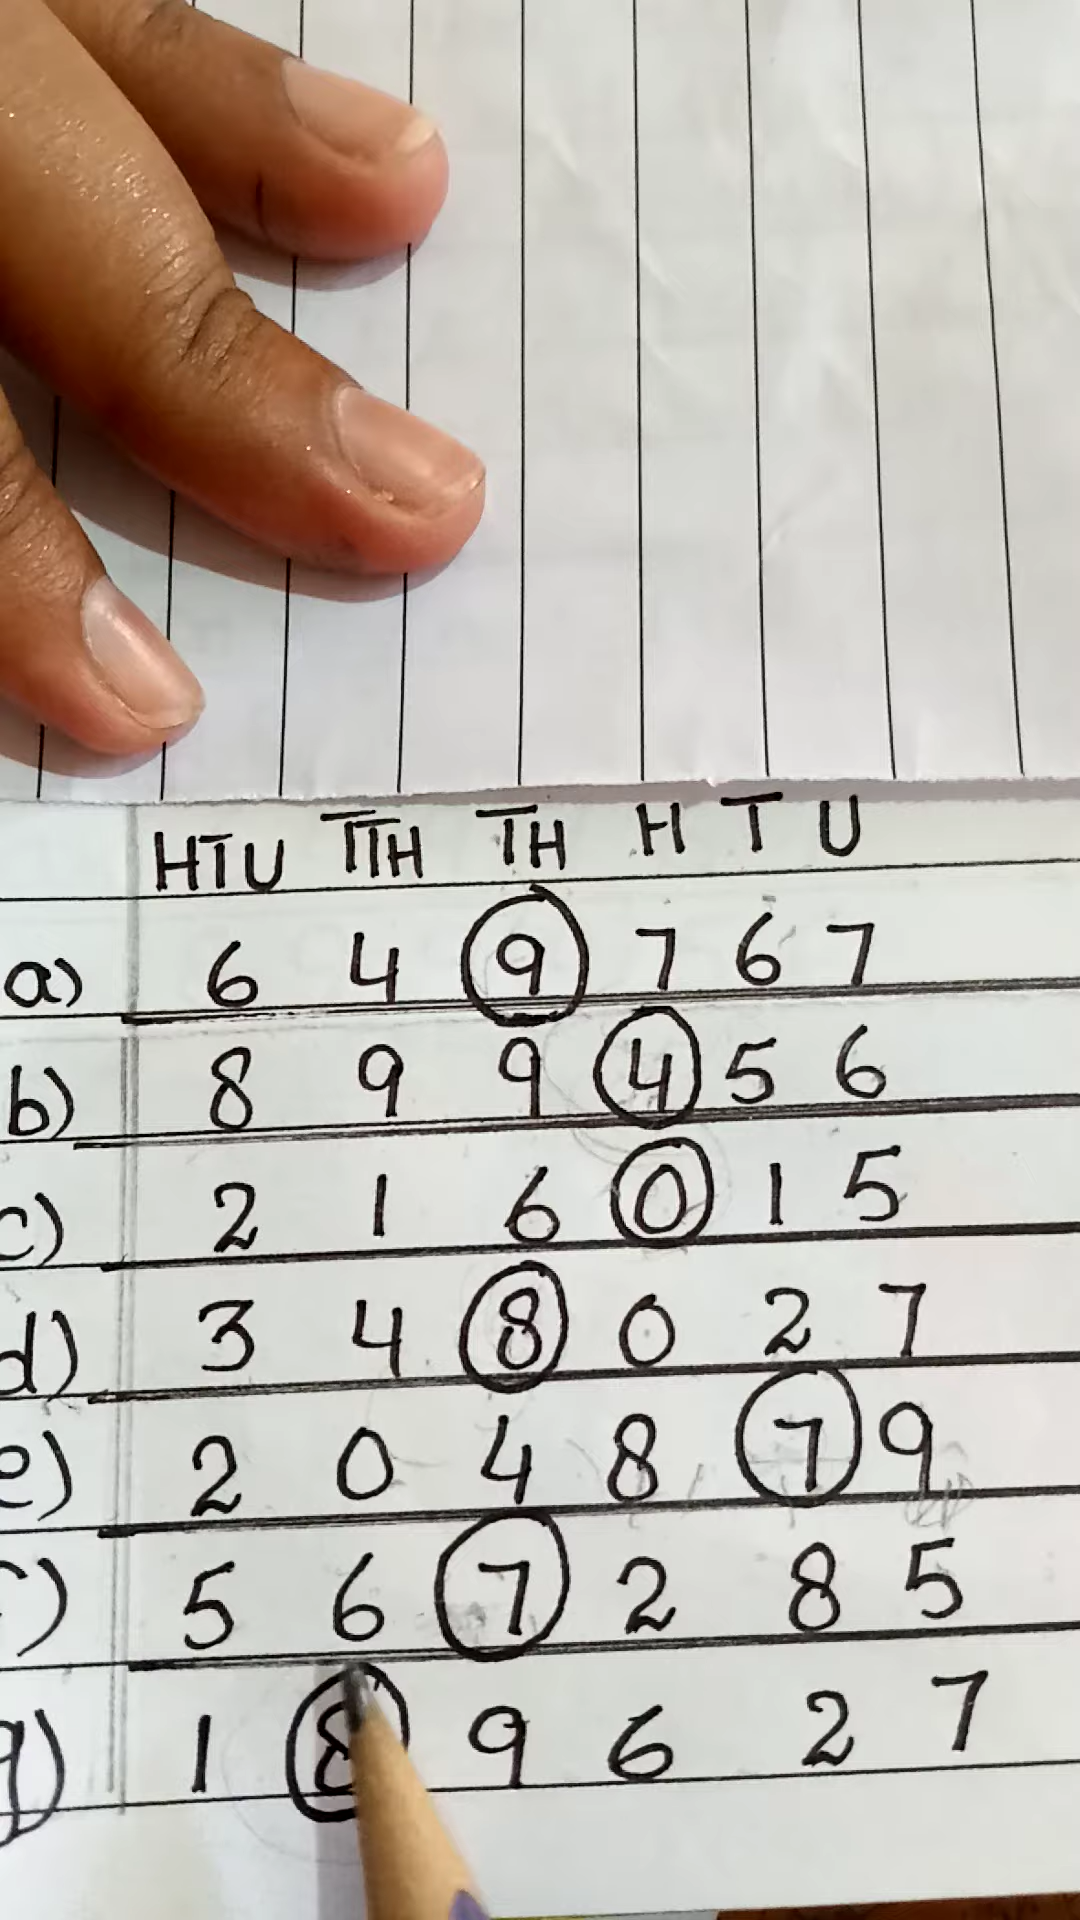 HTU TTH TH H T U
a) 6 4 9 7 6 7
b) 8 9 9 4 5 6
c) 2 1 6 0 1 5
d) 3 4 8 0 2 7
e) 2 0 4 8 7 9
) 5 6 7 2 8 5
g) 1 8 9 6 2 7